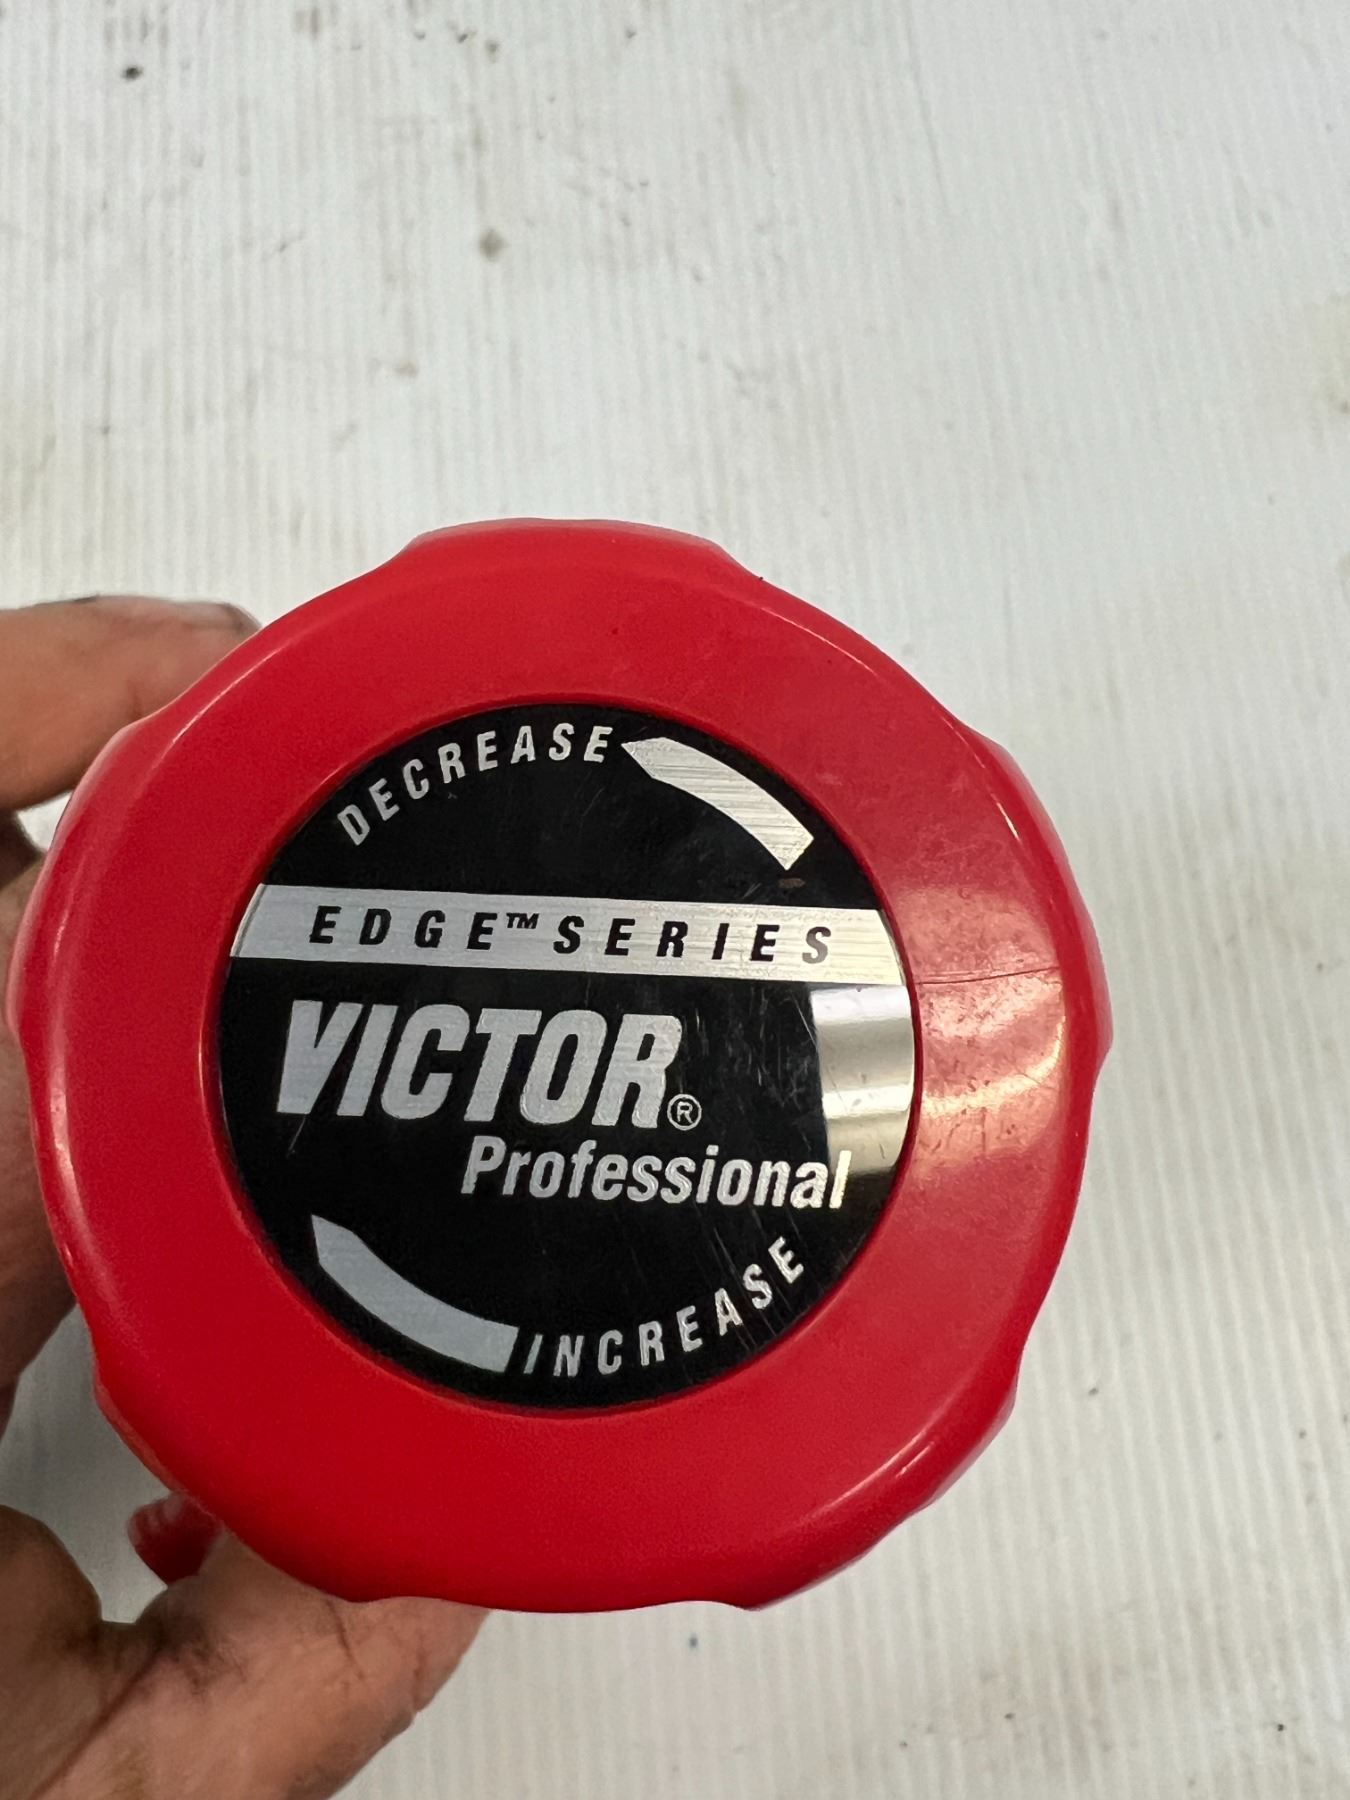 DECREASE
EDGE™ SERIES
VICTOR®
Professional
INCREASE